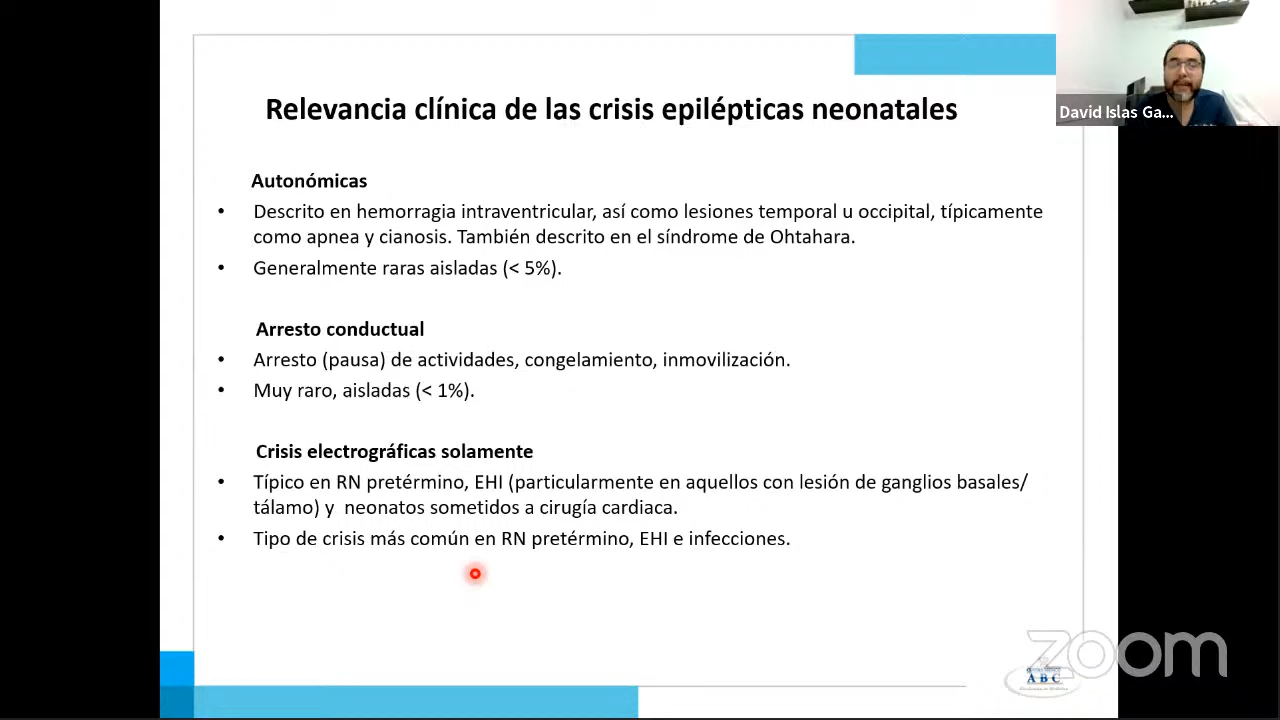 Relevancia clínica de las crisis epilépticas neonatales
David Islas Ga...
Autonómicas
• Descrito en hemorragia intraventricular, así como lesiones temporal u occipital, típicamente
como apnea y cianosis. También descrito en el síndrome de Ohtahara.
• Generalmente raras aisladas (< 5%).
Arresto conductual
• Arresto (pausa) de actividades, congelamiento, inmovilización.
• Muy raro, aisladas (< 1%).
Crisis electrográficas solamente
• Típico en RN pretérmino, EHI (particularmente en aquellos con lesión de ganglios basales/
tálamo) y neonatos sometidos a cirugía cardiaca.
• Tipo de crisis más común en RN pretérmino, EHI e infecciones.
zoom
ABC